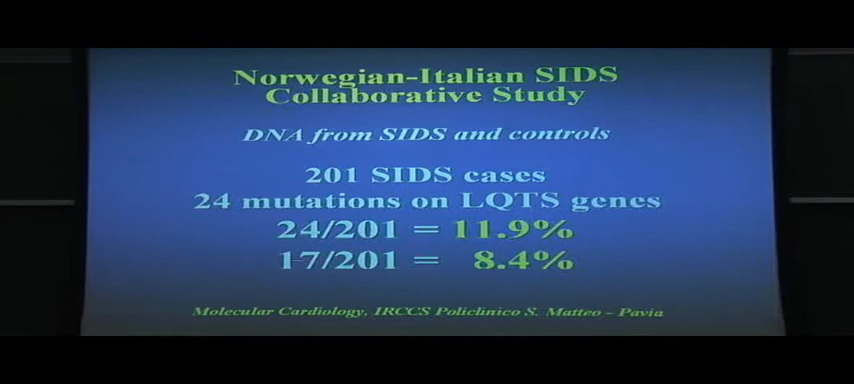 Norwegian-Italian SIDS
Collaborative Study
DNA from SIDS and controls
201 SIDS cases
24 mutations on LQTS genes
24/201 = 11.9%
17/201 = 8.4%
Molecular Cardiology, IRCCS Policlinico S. Matteo - Pavia